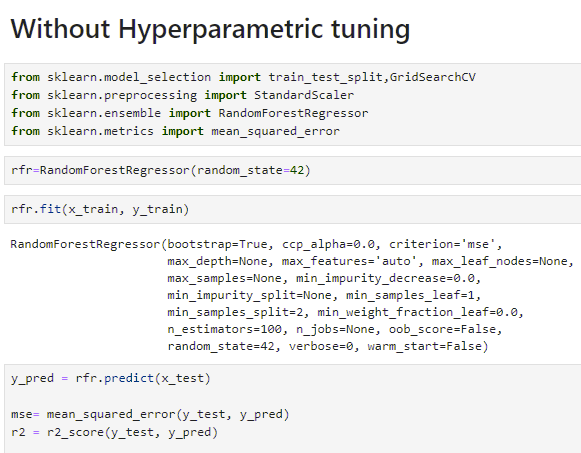 Without Hyperparametric tuning
from sklearn.model_selection import train_test_split,GridSearchCV
from sklearn.preprocessing import StandardScaler
from sklearn.ensemble import RandomForestRegressor
from sklearn.metrics import mean_squared_error
rfr=RandomForestRegressor(random_state=42)
rfr.fit(x_train, y_train)
RandomForestRegressor(bootstrap=True, ccp_alpha=0.0, criterion='mse',
max_depth=None, max_features='auto', max_leaf_nodes=None,
max_samples=None, min_impurity_decrease=0.0,
min_impurity_split=None, min_samples_leaf=1,
min_samples_split=2, min_weight_fraction_leaf=0.0,
n_estimators=100, n_jobs=None, oob_score=False,
random_state=42, verbose=0, warm_start=False)
y_pred = rfr.predict(x_test)
mse= mean_squared_error(y_test, y_pred)
r2 = r2_score(y_test, y_pred)